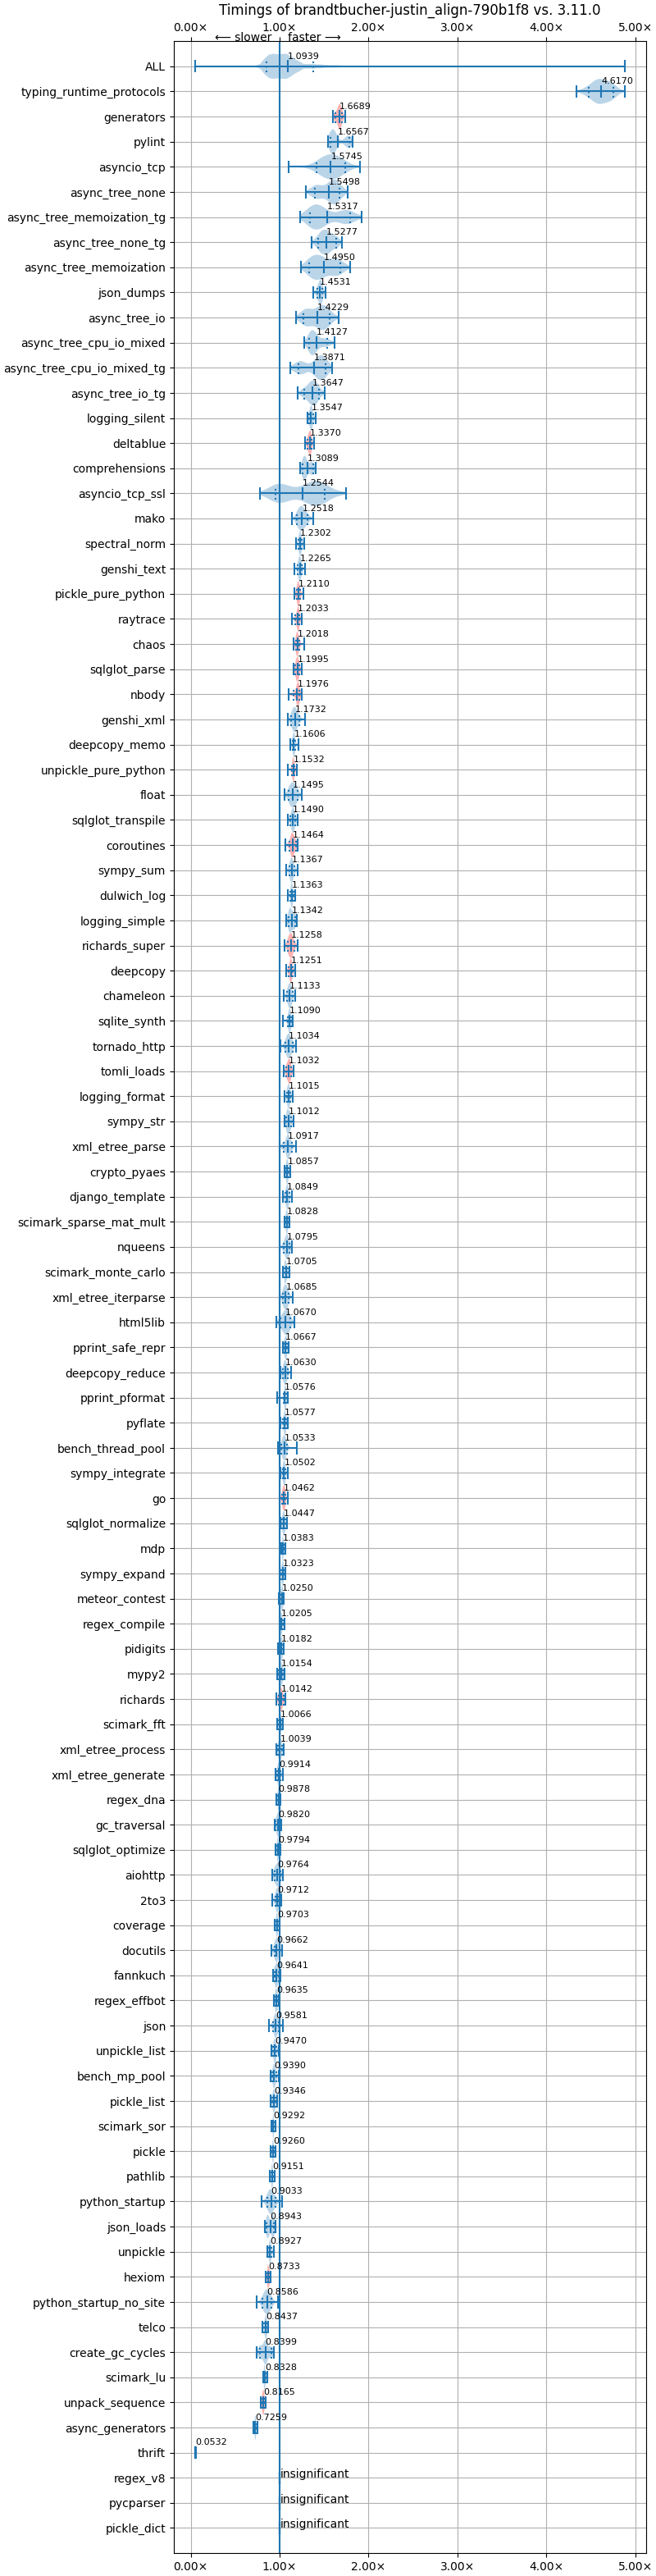 Timings of brandtbucher-justin_align-790b1f8 vs. 3.11.0
0.00× 1.00× 2.00× 3.00× 4.00× 5.00×
⟵ slower faster ⟶
ALL 1.0939
typing_runtime_protocols 4.6170
generators 1.6689
pylint 1.6567
asyncio_tcp 1.5745
async_tree_none 1.5498
async_tree_memoization_tg 1.5317
async_tree_none_tg 1.5277
async_tree_memoization 1.4950
json_dumps 1.4531
async_tree_io 1.4229
async_tree_cpu_io_mixed 1.4127
async_tree_cpu_io_mixed_tg 1.3871
async_tree_io_tg 1.3647
logging_silent 1.3547
deltablue 1.3370
comprehensions 1.3089
asyncio_tcp_ssl 1.2544
mako 1.2518
spectral_norm 1.2302
genshi_text 1.2265
pickle_pure_python 1.2110
raytrace 1.2033
chaos 1.2018
sqlglot_parse 1.1995
nbody 1.1976
genshi_xml 1.1732
deepcopy_memo 1.1606
unpickle_pure_python 1.1532
float 1.1495
sqlglot_transpile 1.1490
coroutines 1.1464
sympy_sum 1.1367
dulwich_log 1.1363
logging_simple 1.1342
richards_super 1.1258
deepcopy 1.1251
chameleon 1.1133
sqlite_synth 1.1090
tornado_http 1.1034
tomli_loads 1.1032
logging_format 1.1015
sympy_str 1.1012
xml_etree_parse 1.0917
crypto_pyaes 1.0857
django_template 1.0849
scimark_sparse_mat_mult 1.0828
nqueens 1.0795
scimark_monte_carlo 1.0705
xml_etree_iterparse 1.0685
html5lib 1.0670
pprint_safe_repr 1.0667
deepcopy_reduce 1.0630
pprint_pformat 1.0576
pyflate 1.0577
bench_thread_pool 1.0533
sympy_integrate 1.0502
go 1.0462
sqlglot_normalize 1.0447
mdp 1.0383
sympy_expand 1.0323
meteor_contest 1.0250
regex_compile 1.0205
pidigits 1.0182
mypy2 1.0154
richards 1.0142
scimark_fft 1.0066
xml_etree_process 1.0039
xml_etree_generate 0.9914
regex_dna 0.9878
gc_traversal 0.9820
sqlglot_optimize 0.9794
aiohttp 0.9764
2to3 0.9712
coverage 0.9703
docutils 0.9662
fannkuch 0.9641
regex_effbot 0.9635
json 0.9581
unpickle_list 0.9470
bench_mp_pool 0.9390
pickle_list 0.9346
scimark_sor 0.9292
pickle 0.9260
pathlib 0.9151
python_startup 0.9033
json_loads 0.8943
unpickle 0.8927
hexiom 0.8733
python_startup_no_site 0.8586
telco 0.8437
create_gc_cycles 0.8399
scimark_lu 0.8328
unpack_sequence 0.8165
async_generators 0.7259
thrift 0.0532
regex_v8 insignificant
pycparser insignificant
pickle_dict insignificant
0.00× 1.00× 2.00× 3.00× 4.00× 5.00×